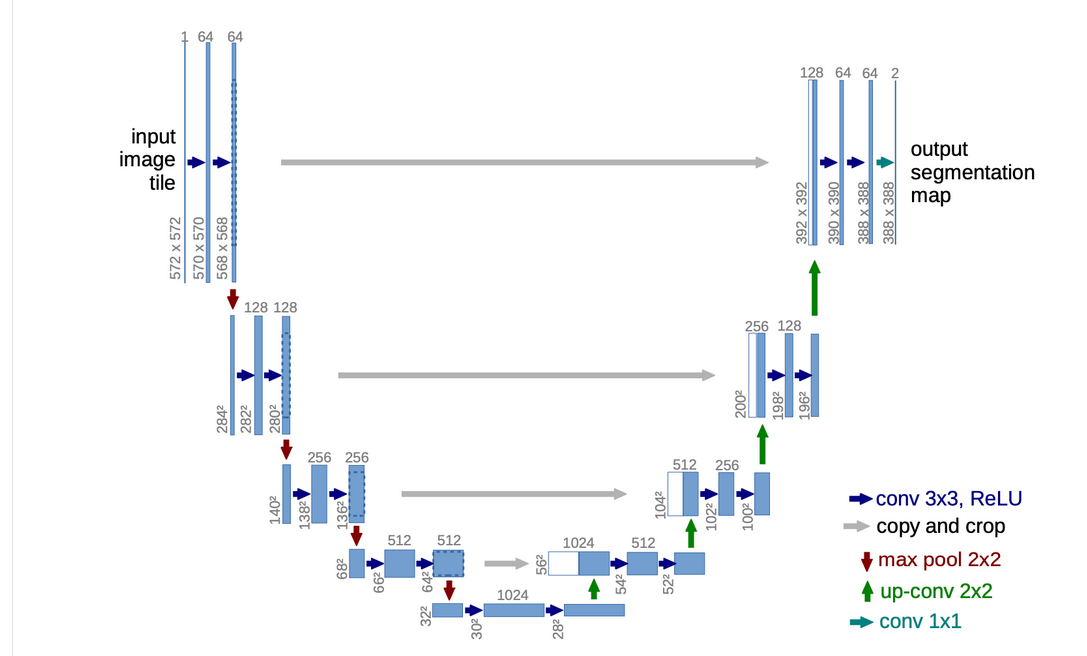 1 64 64
128 64 64 2
input
image
tile
output
segmentation
map
572 x 572
570 x 570
568 x 568
392 x 392
390 x 390
388 x 388
388 x 388
128 128
256 128
284²
282²
280²
200²
198²
196²
256 256
512 256
140²
138²
136²
104²
102²
100²
512 512
1024 512
68²
66²
64²
56²
54²
52²
1024
32²
30²
28²
conv 3x3, ReLU
copy and crop
max pool 2x2
up-conv 2x2
conv 1x1